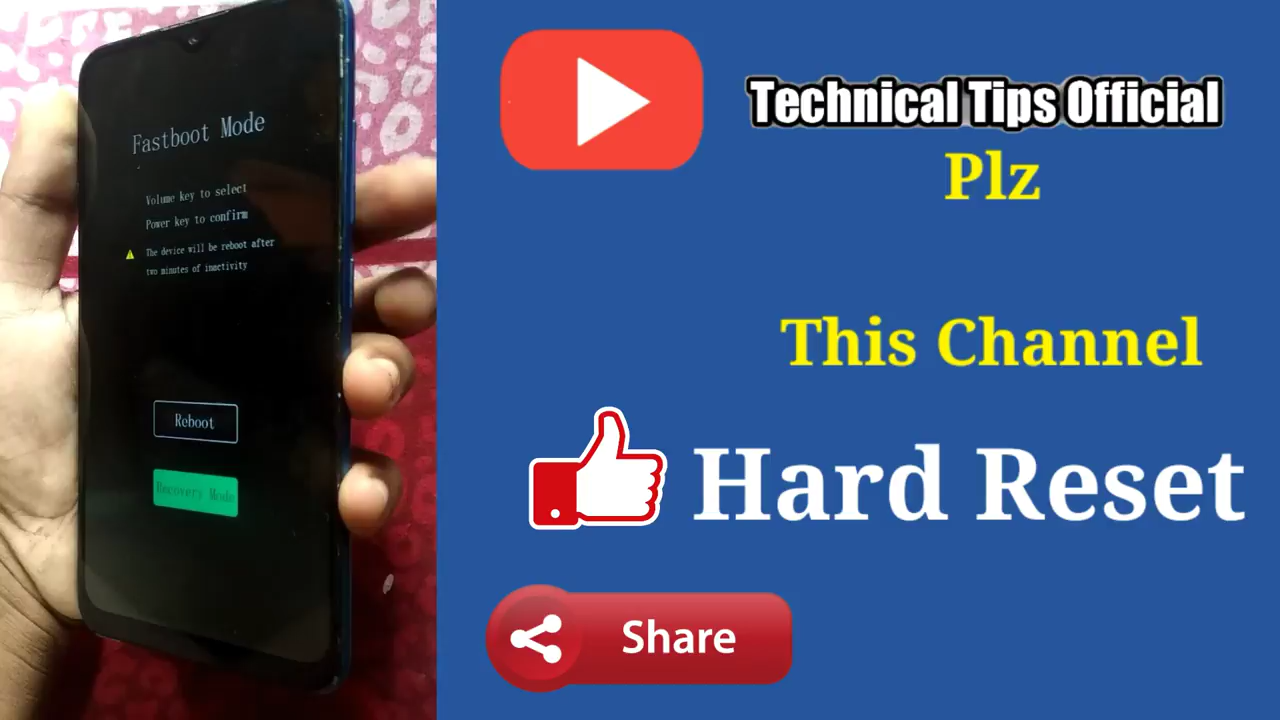 Fastboot Mode
Volume key to select
Power key to confirm
The device will be reboot after
two minutes of inactivity
Reboot
Recovery Mode
Technical Tips Official
Plz
This Channel
Hard Reset
Share